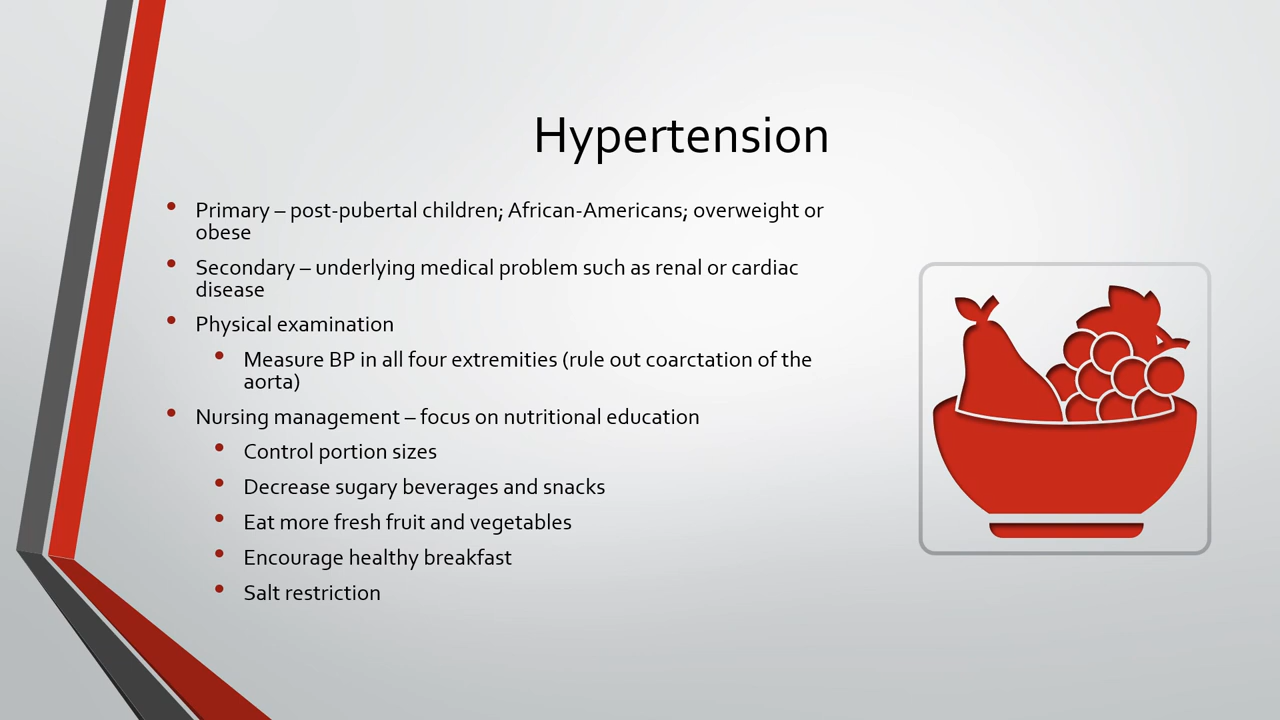 Hypertension
• Primary – post-pubertal children; African-Americans; overweight or
obese
• Secondary – underlying medical problem such as renal or cardiac
disease
• Physical examination
• Measure BP in all four extremities (rule out coarctation of the
aorta)
• Nursing management – focus on nutritional education
• Control portion sizes
• Decrease sugary beverages and snacks
• Eat more fresh fruit and vegetables
• Encourage healthy breakfast
• Salt restriction